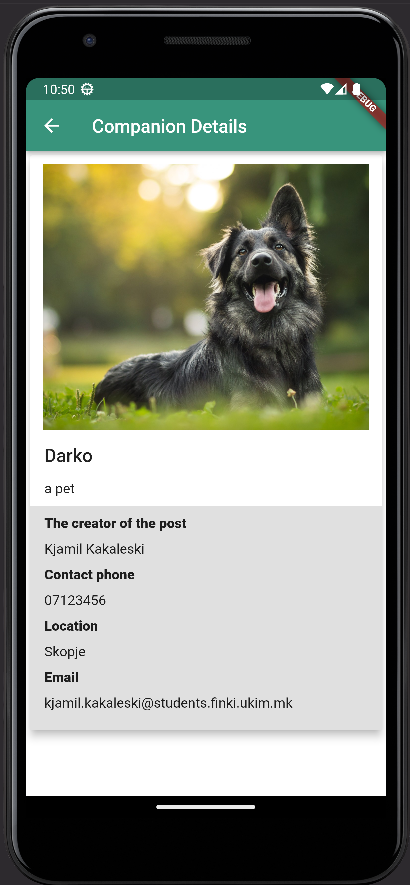 10:50
DEBUG
Companion Details
Darko
a pet
The creator of the post
Kjamil Kakaleski
Contact phone
07123456
Location
Skopje
Email
kjamil.kakaleski@students.finki.ukim.mk